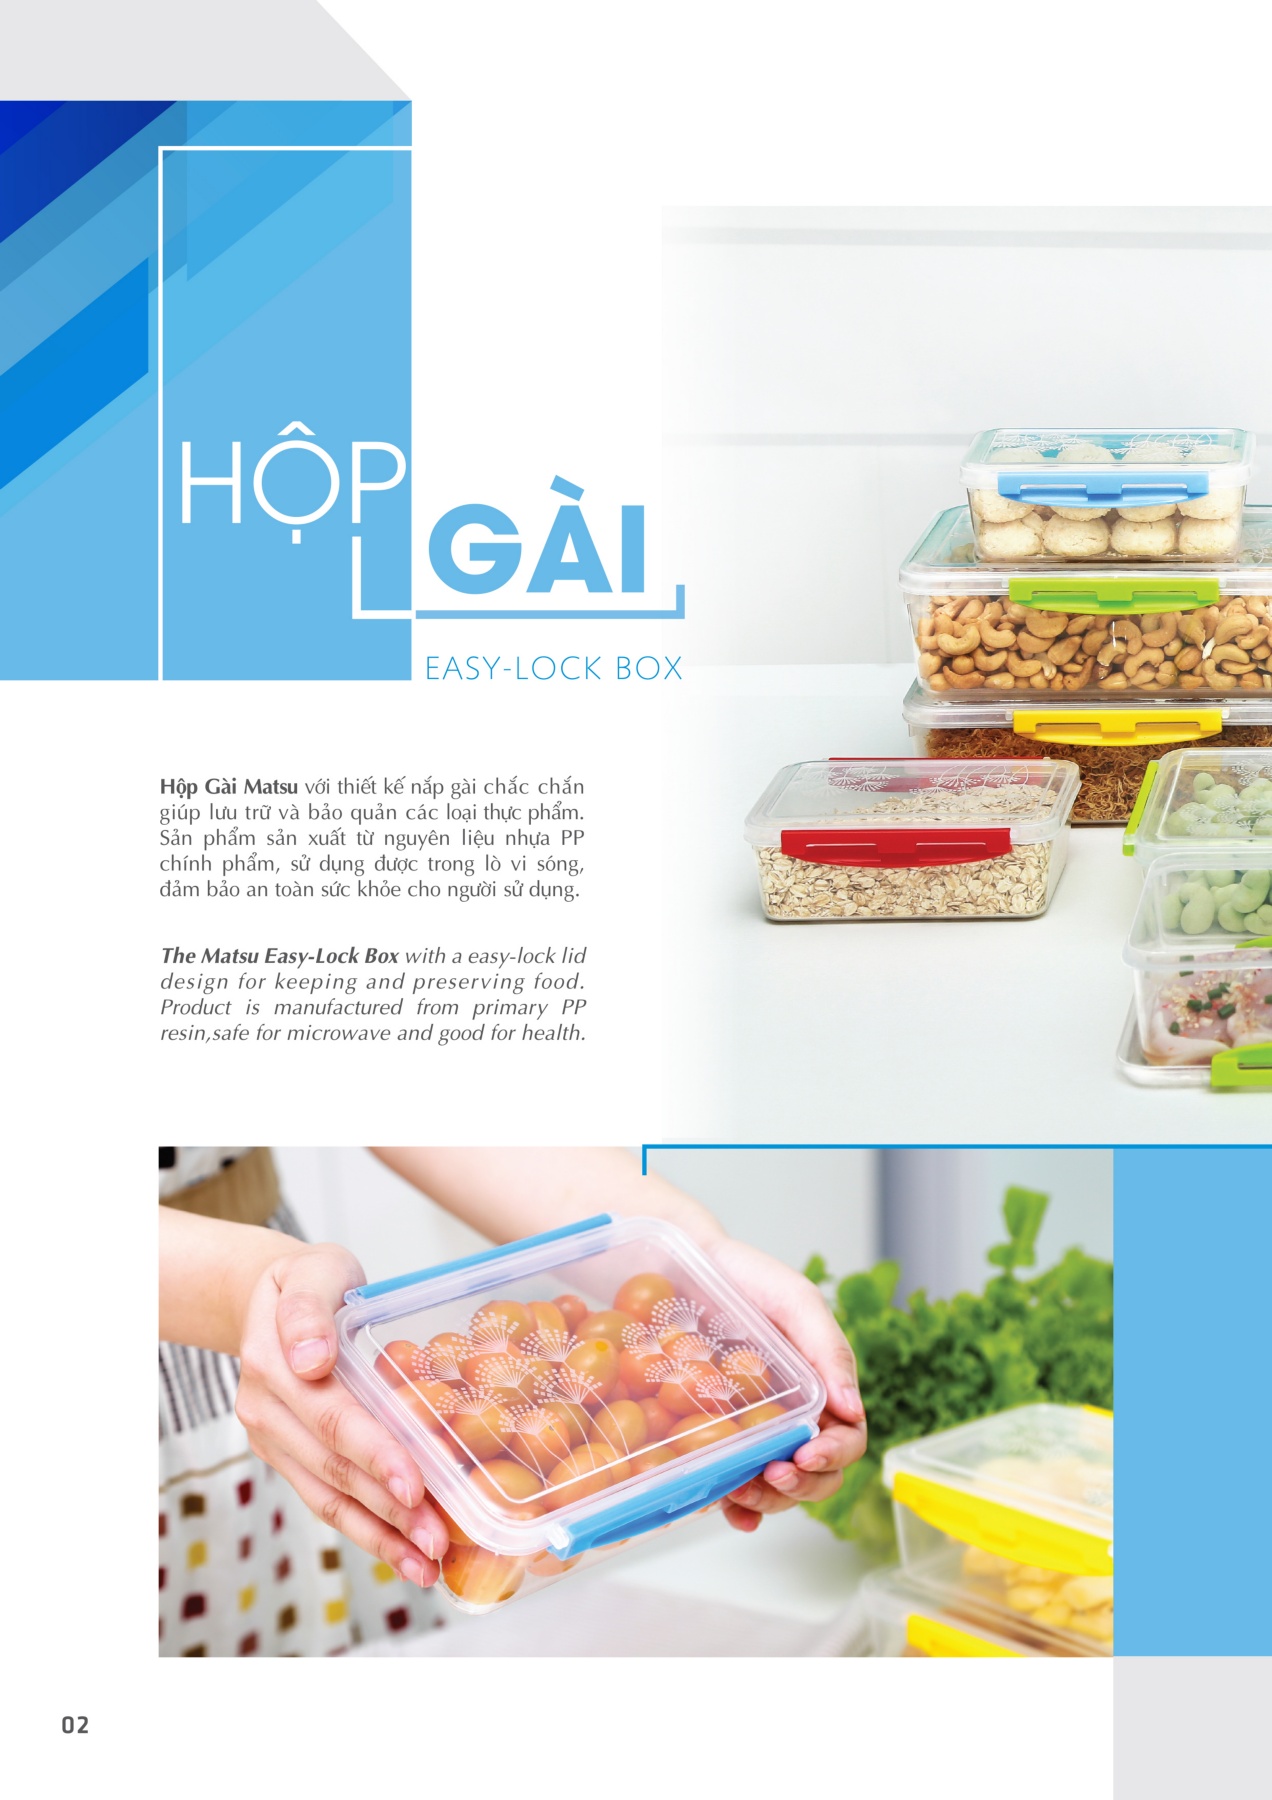 HỘP
GÀI
EASY-LOCK BOX
Hộp Gài Matsu với thiết kế nắp gài chắc chắn
giúp lưu trữ và bảo quản các loại thực phẩm.
Sản phẩm sản xuất từ nguyên liệu nhựa PP
chính phẩm, sử dụng được trong lò vi sóng,
đảm bảo an toàn sức khỏe cho người sử dụng.
The Matsu Easy-Lock Box with a easy-lock lid
design for keeping and preserving food.
Product is manufactured from primary PP
resin,safe for microwave and good for health.
02